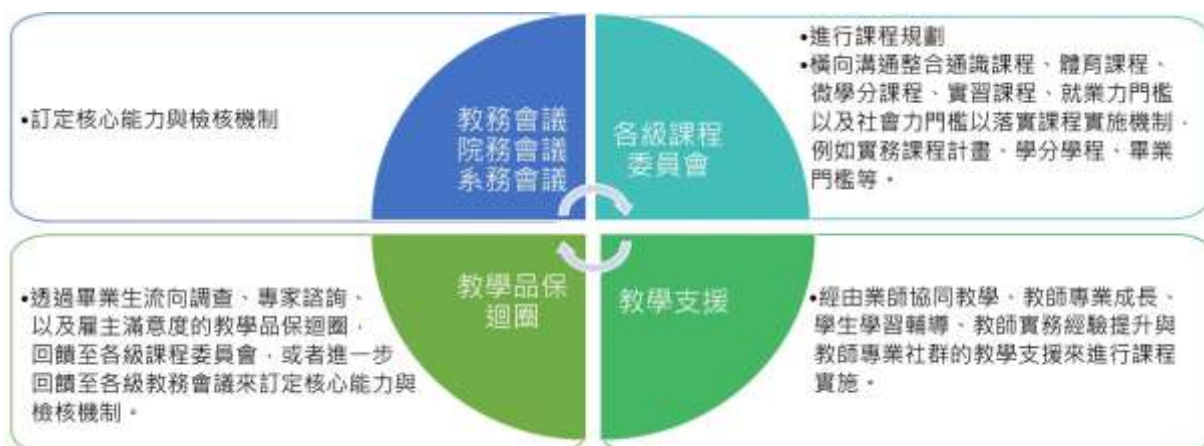 •訂定核心能力與檢核機制
教務會議
院務會議
系務會議
各級課程
委員會
•進行課程規劃
•橫向溝通整合通識課程、體育課程、
微學分課程、實習課程、就業力門檻
以及社會力門檻以落實課程實施機制，
例如實務課程計畫、學分學程、畢業
門檻等。
•透過畢業生流向調查、專家諮詢、
以及雇主滿意度的教學品保迴圈，
回饋至各級課程委員會，或者進一步
回饋至各級教務會議來訂定核心能力與
檢核機制。
教學品保
迴圈
教學支援
•經由業師協同教學、教師專業成長、
學生學習輔導、教師實務經驗提升與
教師專業社群的教學支援來進行課程
實施。